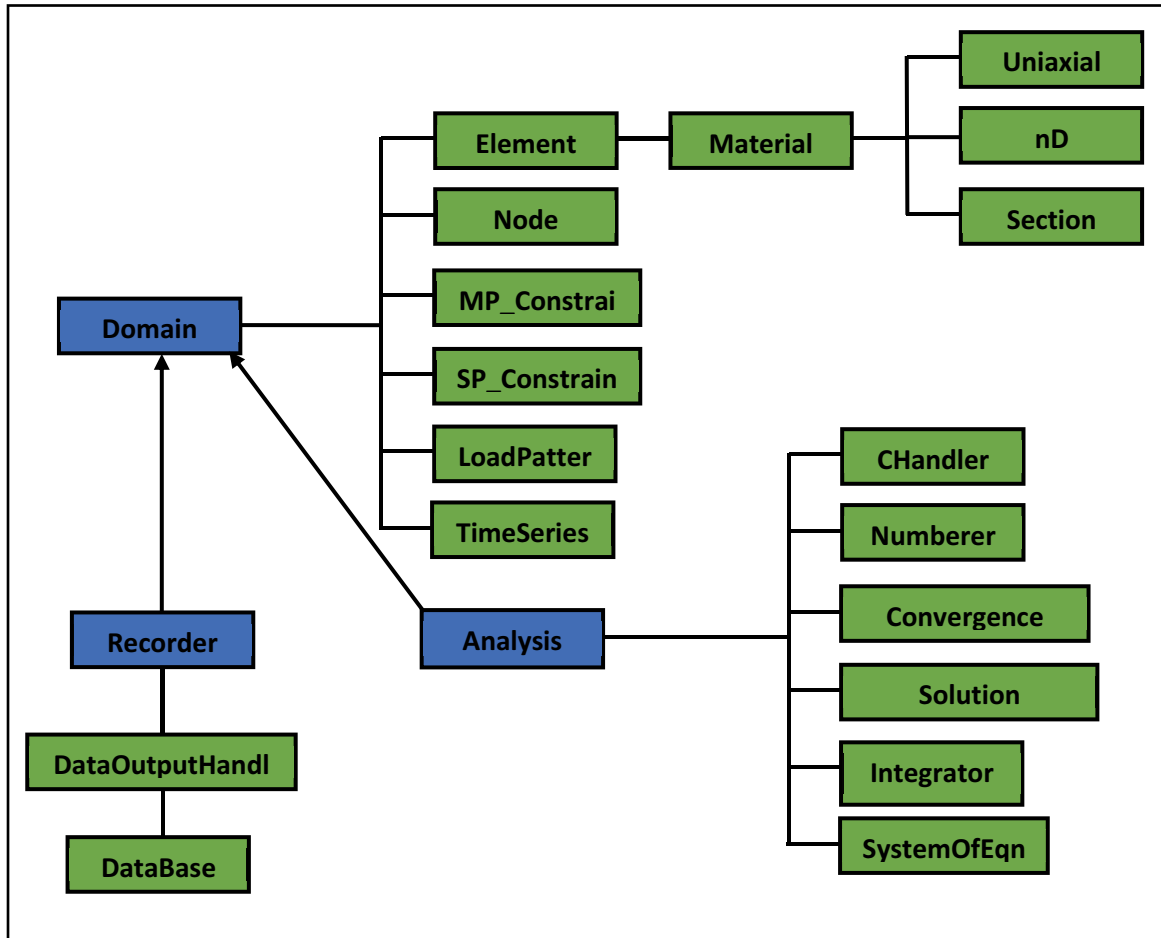 Uniaxial
Element
Material
nD
Node
Section
MP_Constrai
Domain
SP_Constrain
LoadPatter
CHandler
TimeSeries
Numberer
Recorder
Analysis
Convergence
Solution
DataOutputHandl
Integrator
DataBase
SystemOfEqn